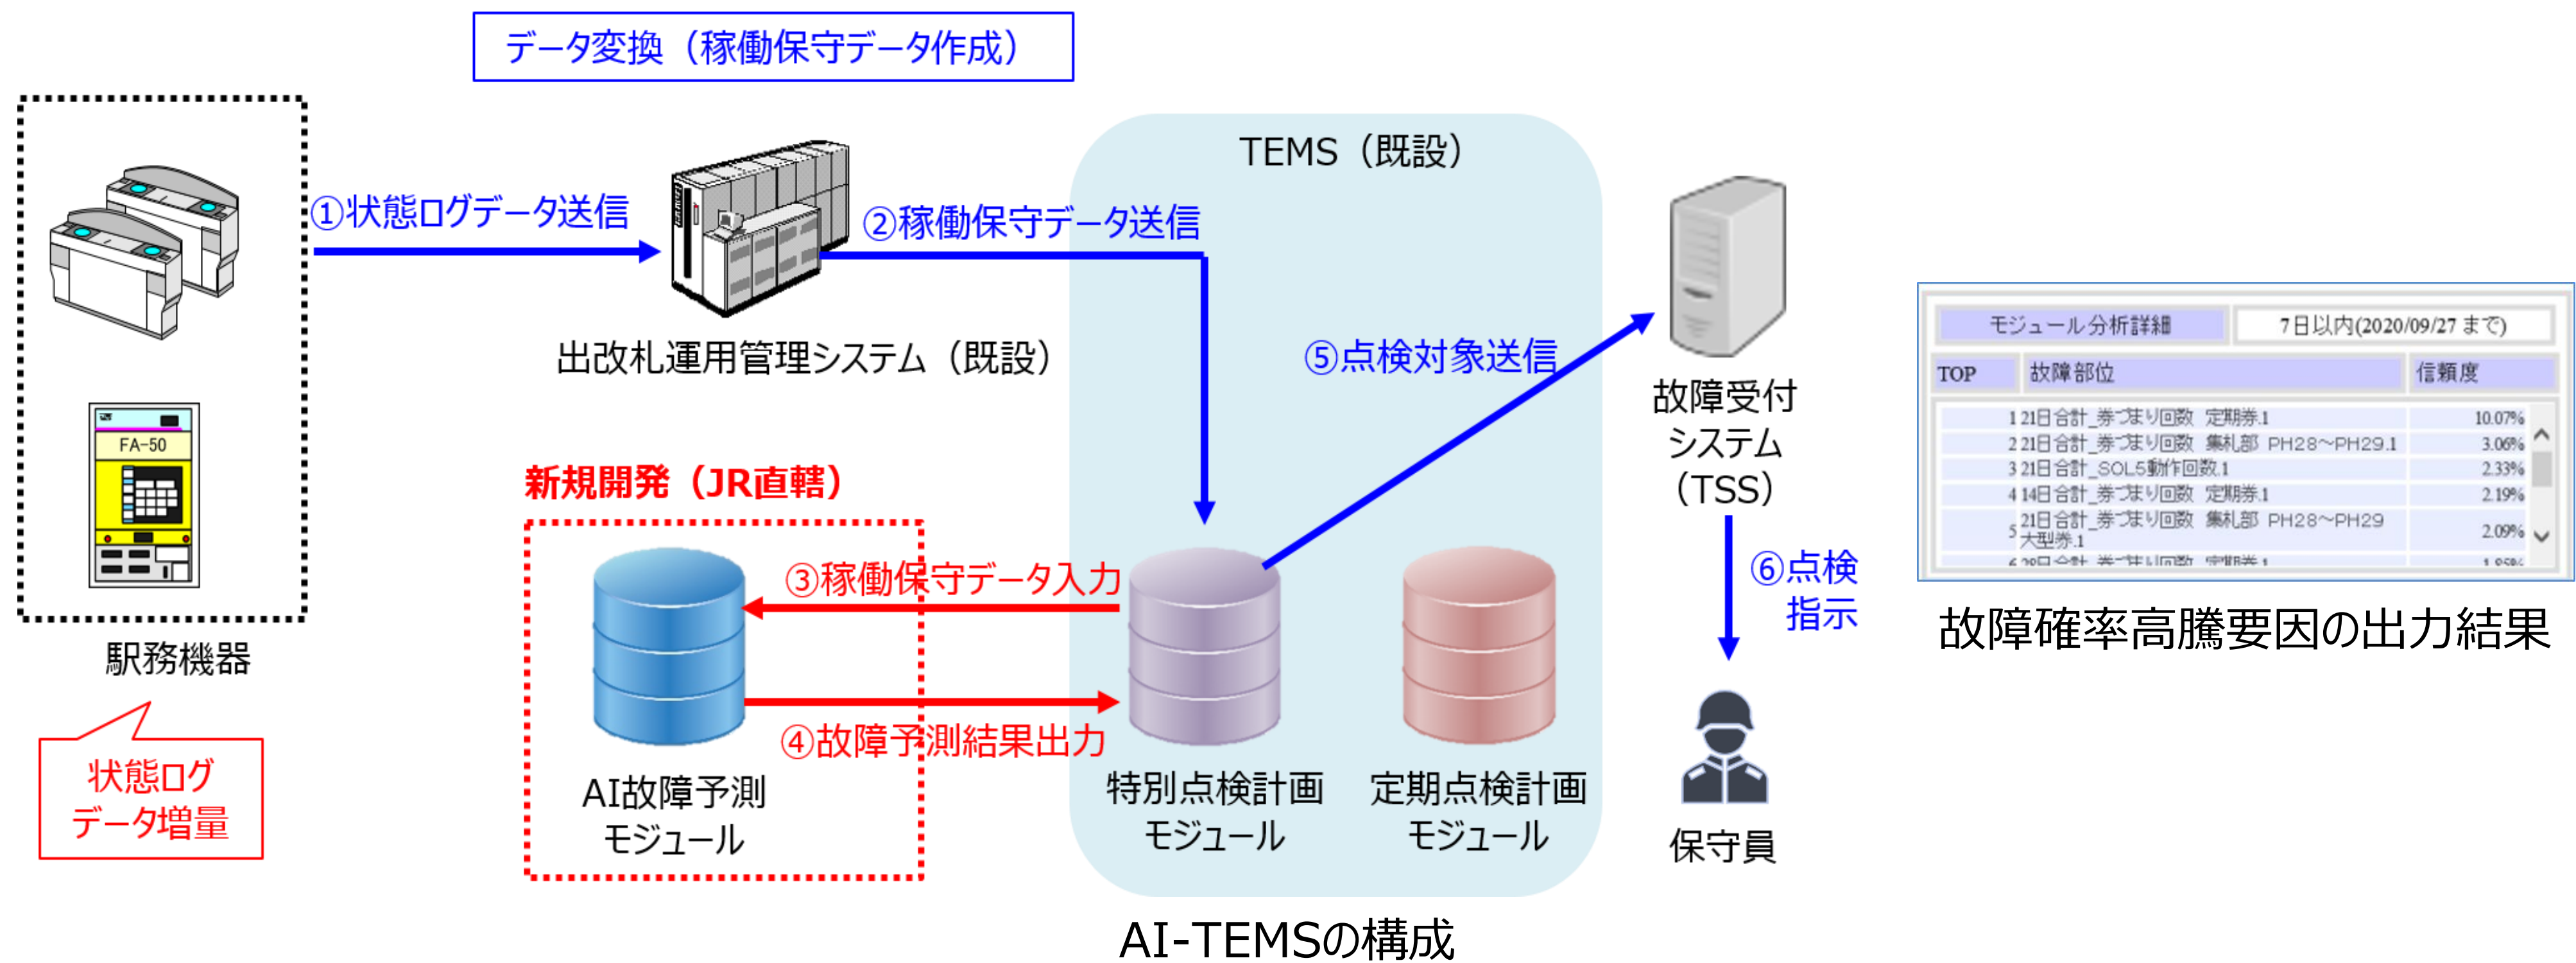 データ変換（稼働保守データ作成）
TEMS（既設）
①状態ログデータ送信
②稼働保守データ送信
出改札運用管理システム（既設）
⑤点検対象送信
故障受付
システム
（TSS）
FA-50
駅務機器
状態ログ
データ増量
新規開発（JR直轄）
③稼働保守データ入力
④故障予測結果出力
AI故障予測
モジュール
特別点検計画
モジュール
定期点検計画
モジュール
⑥点検
指示
保守員
AI-TEMSの構成
モジュール分析詳細
7日以内(2020/09/27 まで)
TOP 故障部位 信頼度
1 21日合計_券づまり回数 定期券.1 10.07%
2 21日合計_券づまり回数 集札部 PH28～PH29.1 3.06%
3 21日合計_SOL5動作回数.1 2.33%
4 14日合計_券づまり回数 定期券.1 2.19%
5 21日合計_券づまり回数 集札部 PH28～PH29
大型券.1 2.09%
故障確率高騰要因の出力結果